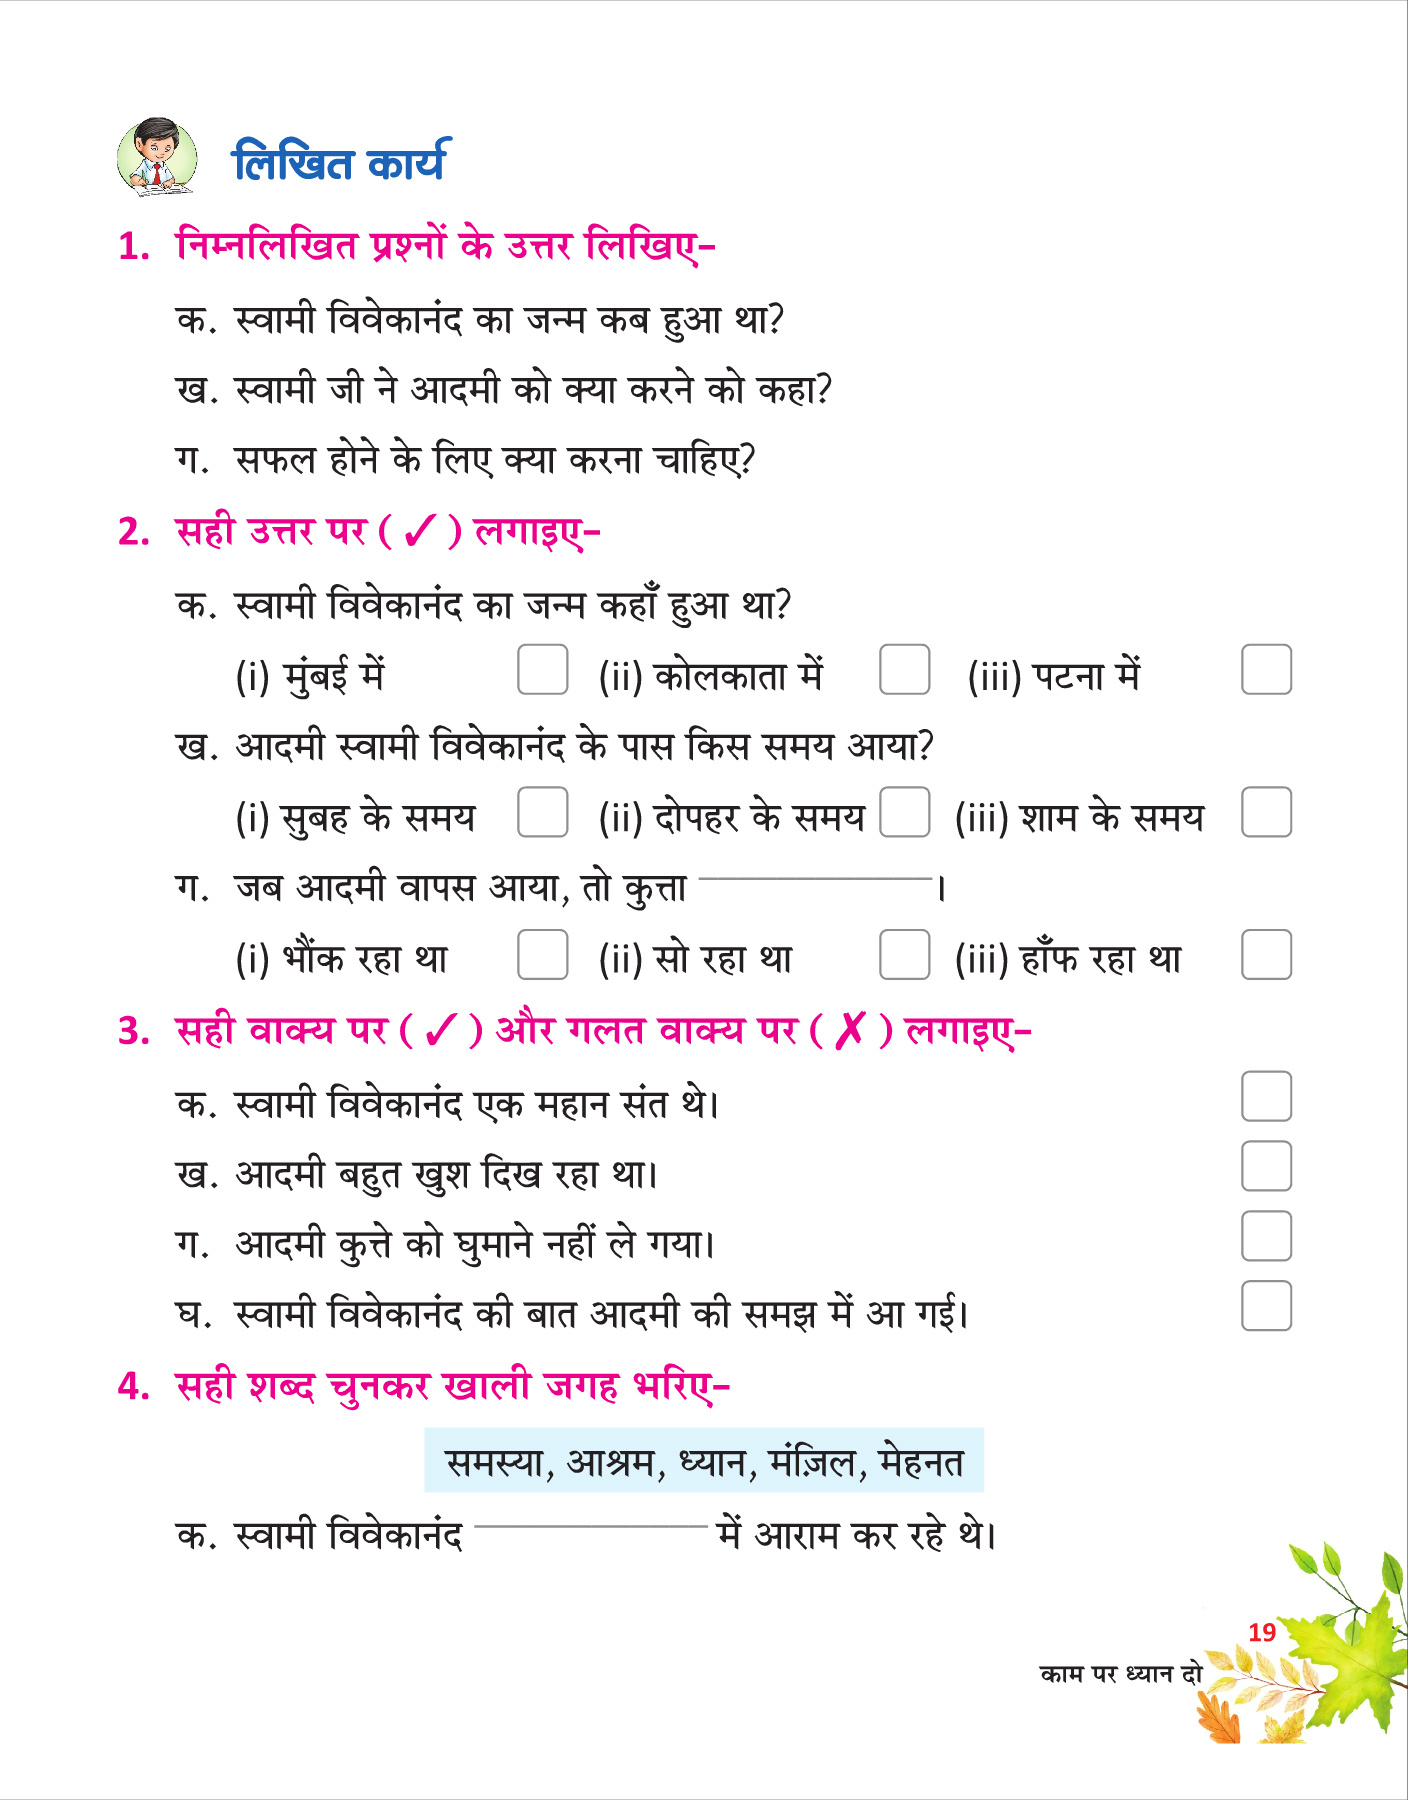 लिखित कार्य
1. निम्नलिखित प्रश्नों के उत्तर लिखिए–
क. स्वामी विवेकानंद का जन्म कब हुआ था?
ख. स्वामी जी ने आदमी को क्या करने को कहा?
ग. सफल होने के लिए क्या करना चाहिए?
2. सही उत्तर पर ( ✓ ) लगाइए–
क. स्वामी विवेकानंद का जन्म कहाँ हुआ था?
(i) मुंबई में (ii) कोलकाता में (iii) पटना में
ख. आदमी स्वामी विवेकानंद के पास किस समय आया?
(i) सुबह के समय (ii) दोपहर के समय (iii) शाम के समय
ग. जब आदमी वापस आया, तो कुत्ता ____________।
(i) भौंक रहा था (ii) सो रहा था (iii) हाँफ रहा था
3. सही वाक्य पर ( ✓ ) और गलत वाक्य पर ( ✗ ) लगाइए–
क. स्वामी विवेकानंद एक महान संत थे।
ख. आदमी बहुत खुश दिख रहा था।
ग. आदमी कुत्ते को घुमाने नहीं ले गया।
घ. स्वामी विवेकानंद की बात आदमी की समझ में आ गई।
4. सही शब्द चुनकर खाली जगह भरिए–
समस्या, आश्रम, ध्यान, मंज़िल, मेहनत
क. स्वामी विवेकानंद ____________ में आराम कर रहे थे।
19
काम पर ध्यान दो